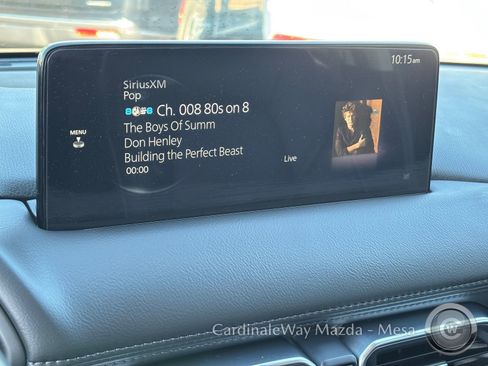 10:15am
SiriusXM
Pop
Ch. 008 80s on 8
MENU
The Boys Of Summ
Don Henley
Building the Perfect Beast
Live
00:00
CardinaleWay Mazda - Mesa